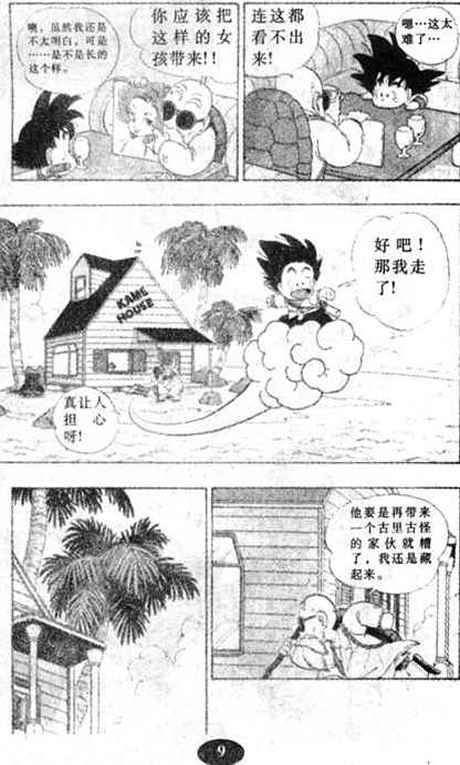 噢，虽然我还是
不太明白，可是
……是不是长的
这个样。
你应该把
这样的女
孩带来！！
连这都
看不出
来！
嗯…这太
难了…
好吧！
那我走
了！
KAME
HOUSE
真让人
担心
呀！
他要是再带来
一个古里古怪
的家伙就糟
了，我还是藏
起来。
9